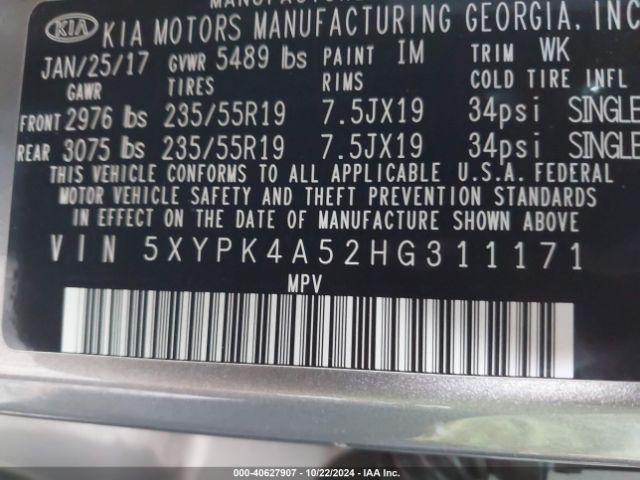 MANUFACTURE
KIA KIA MOTORS MANUFACTURING GEORGIA, INC
JAN/25/17 GVWR 5489 lbs PAINT IM TRIM WK
GAWR TIRES RIMS COLD TIRE INFL
FRONT 2976 lbs 235/55R19 7.5JX19 34psi SINGLE
REAR 3075 lbs 235/55R19 7.5JX19 34psi SINGLE
THIS VEHICLE CONFORMS TO ALL APPLICABLE U.S.A. FEDERAL
MOTOR VEHICLE SAFETY AND THEFT PREVENTION STANDARDS
IN EFFECT ON THE DATE OF MANUFACTURE SHOWN ABOVE
VIN 5XYPK4A52HG311171
MPV
000-40627907 - 10/22/2024 - IAA Inc.